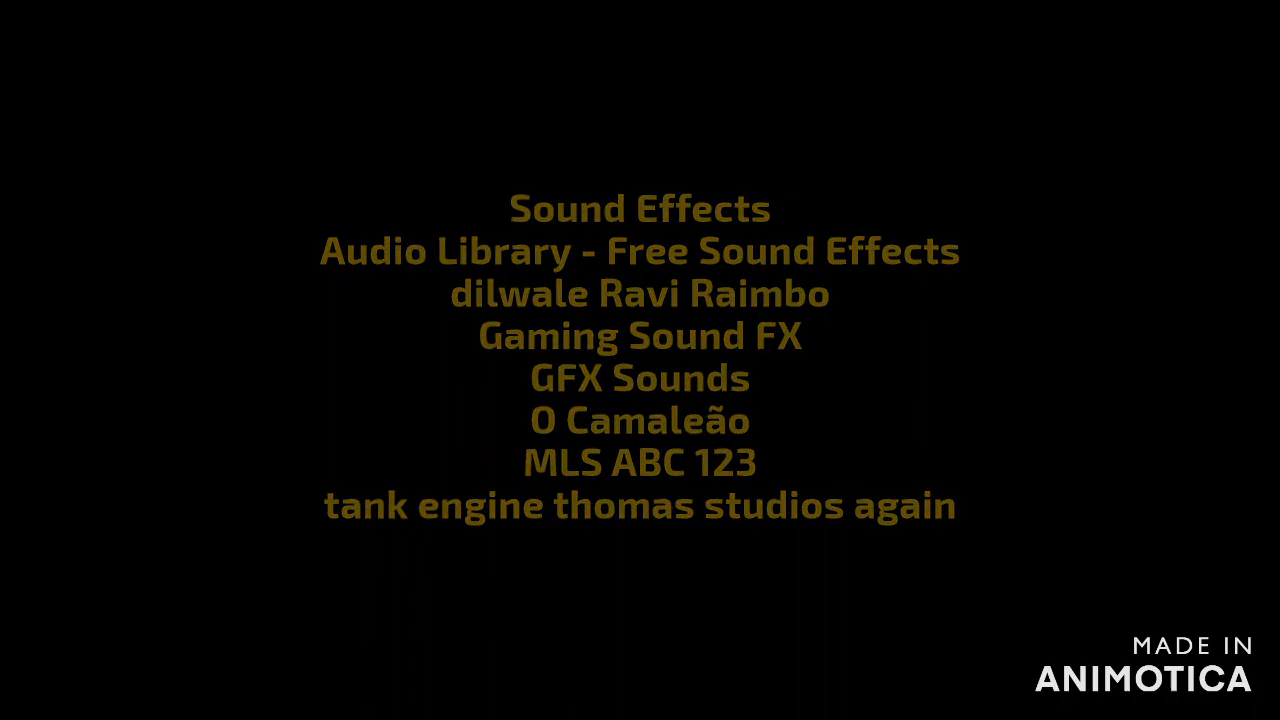 Sound Effects
Audio Library - Free Sound Effects
dilwale Ravi Raimbo
Gaming Sound FX
GFX Sounds
O Camaleão
MLS ABC 123
tank engine thomas studios again
MADE IN
ANIMOTICA